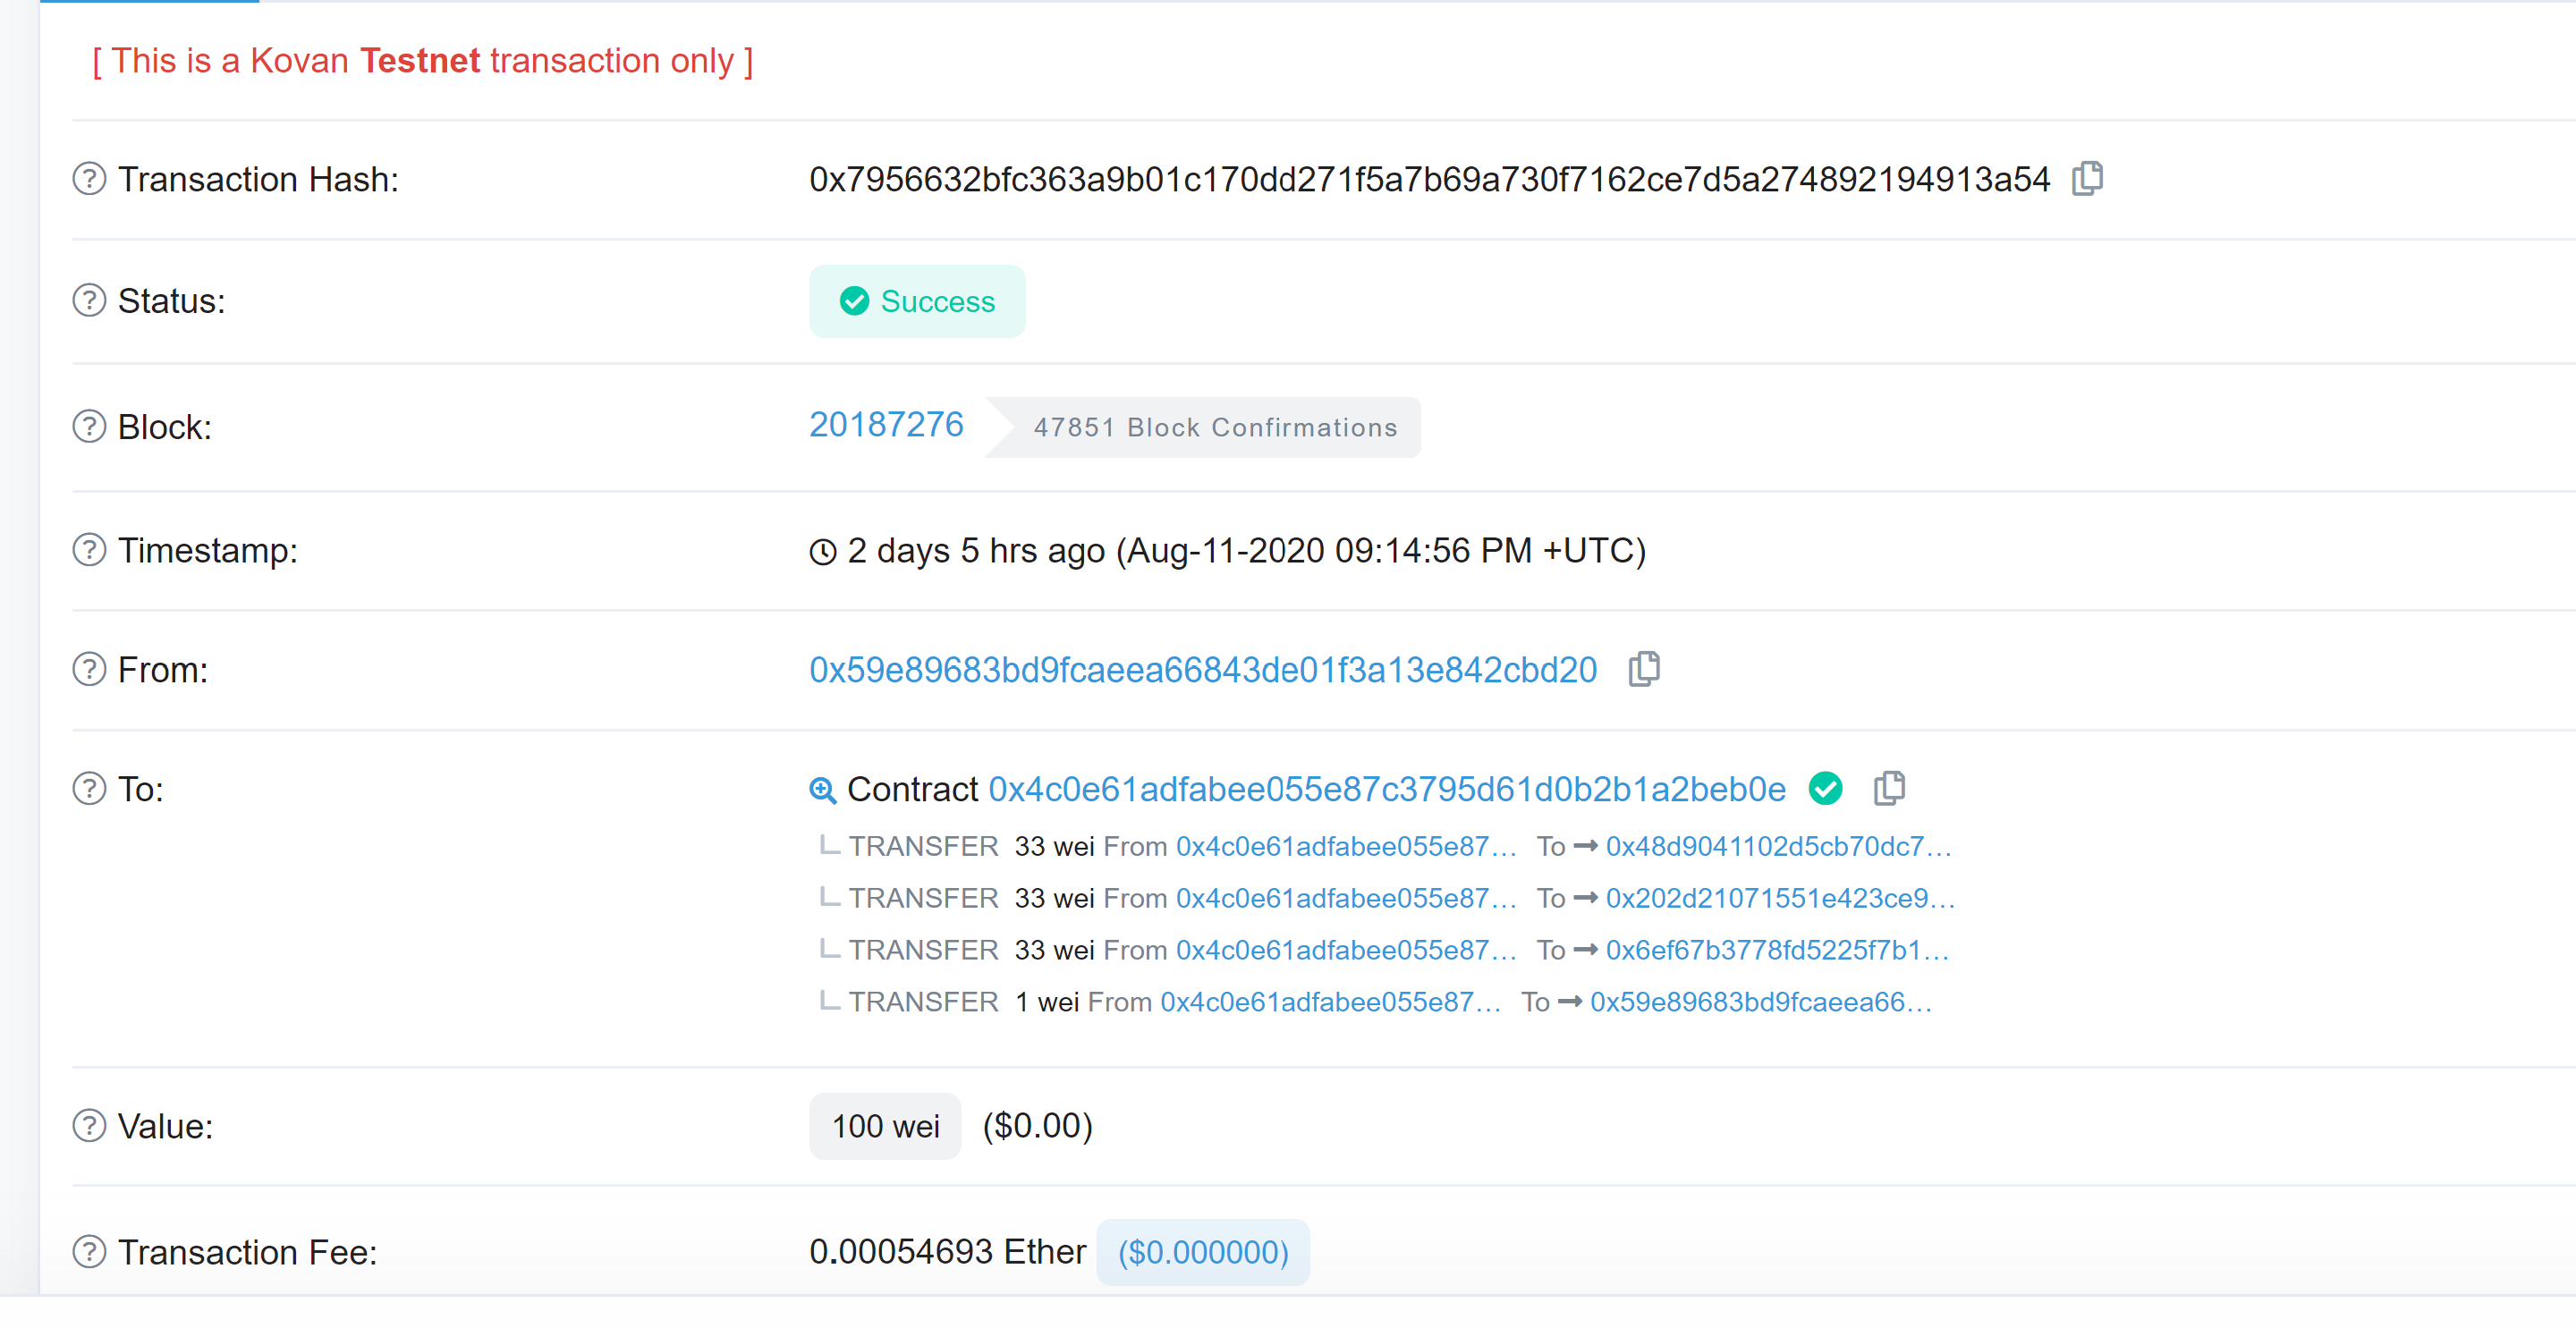 [ This is a Kovan Testnet transaction only ]
Transaction Hash: 0x7956632bfc363a9b01c170dd271f5a7b69a730f7162ce7d5a274892194913a54
Status: Success
Block: 20187276 47851 Block Confirmations
Timestamp: 2 days 5 hrs ago (Aug-11-2020 09:14:56 PM +UTC)
From: 0x59e89683bd9fcaeea66843de01f3a13e842cbd20
To: Contract 0x4c0e61adfabee055e87c3795d61d0b2b1a2beb0e
TRANSFER 33 wei From 0x4c0e61adfabee055e87... To → 0x48d9041102d5cb70dc7...
TRANSFER 33 wei From 0x4c0e61adfabee055e87... To → 0x202d21071551e423ce9...
TRANSFER 33 wei From 0x4c0e61adfabee055e87... To → 0x6ef67b3778fd5225f7b1...
TRANSFER 1 wei From 0x4c0e61adfabee055e87... To → 0x59e89683bd9fcaeea66...
Value: 100 wei ($0.00)
Transaction Fee: 0.00054693 Ether ($0.000000)